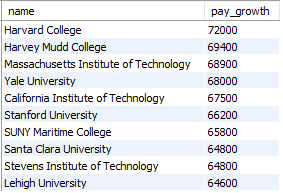 name pay_growth
Harvard College 72000
Harvey Mudd College 69400
Massachusetts Institute of Technology 68900
Yale University 68000
California Institute of Technology 67500
Stanford University 66200
SUNY Maritime College 65800
Santa Clara University 64800
Stevens Institute of Technology 64800
Lehigh University 64600